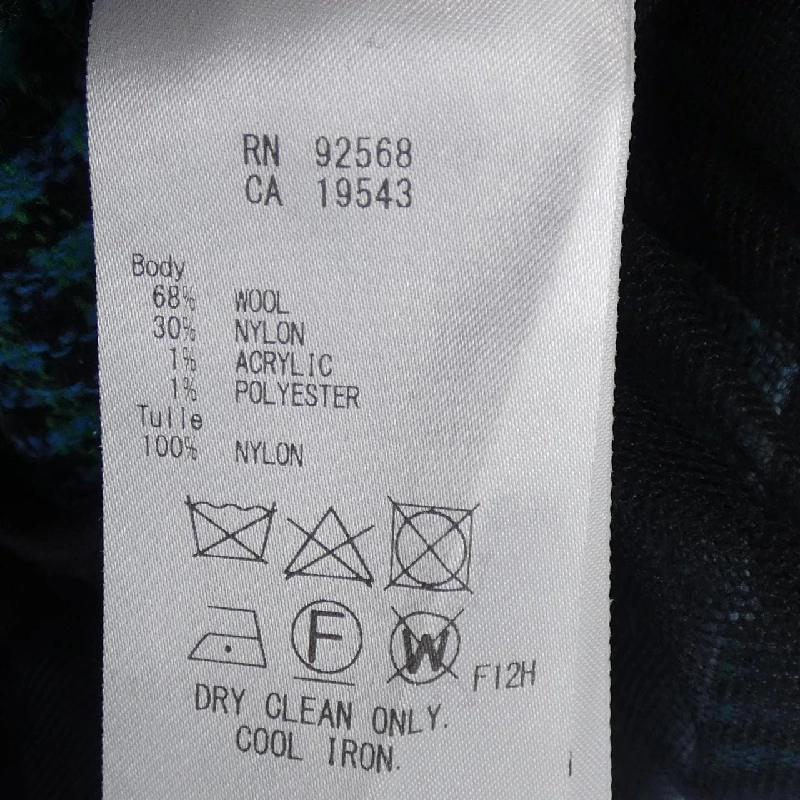 RN 92568
CA 19543
Body
68% WOOL
30% NYLON
1% ACRYLIC
1% POLYESTER
Tulle
100% NYLON
F W F12H
DRY CLEAN ONLY.
COOL IRON.